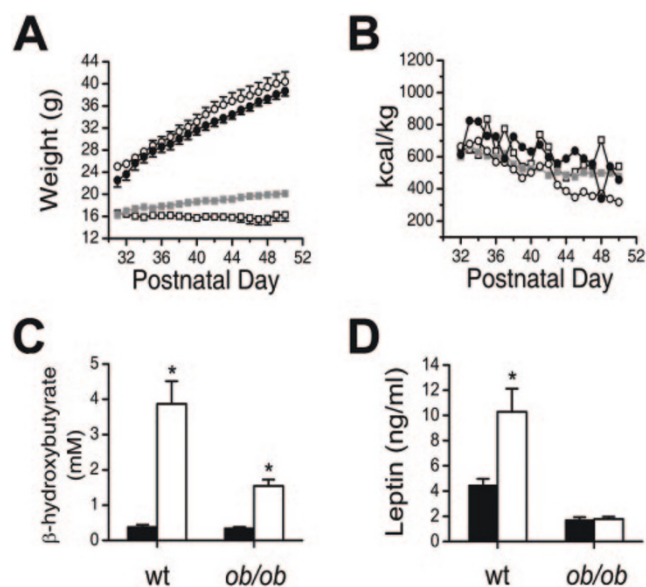 A
Weight (g)
44
40
36
32
28
24
20
16
12
32 36 40 44 48 52
Postnatal Day
B
kcal/kg
1200
1000
800
600
400
200
32 36 40 44 48 52
Postnatal Day
C
β-hydroxybutyrate
(mM)
5
4
3
2
1
0
*
*
wt ob/ob
D
Leptin (ng/ml)
14
12
10
8
6
4
2
0
*
wt ob/ob